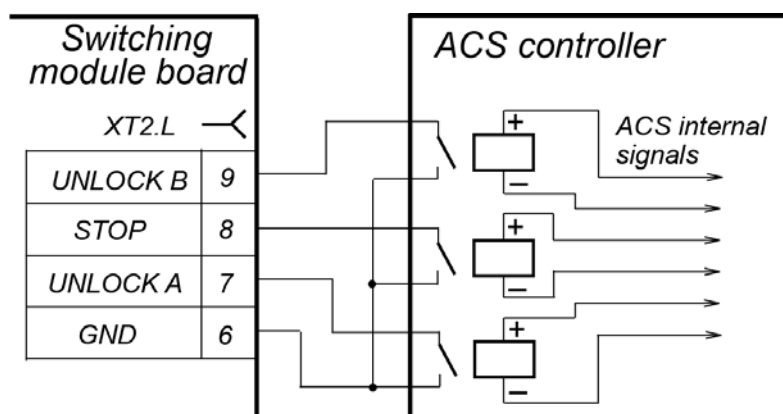 Switching
module board
XT2.L
UNLOCK B 9
STOP 8
UNLOCK A 7
GND 6
ACS controller
ACS internal
signals
+
−
+
−
+
−